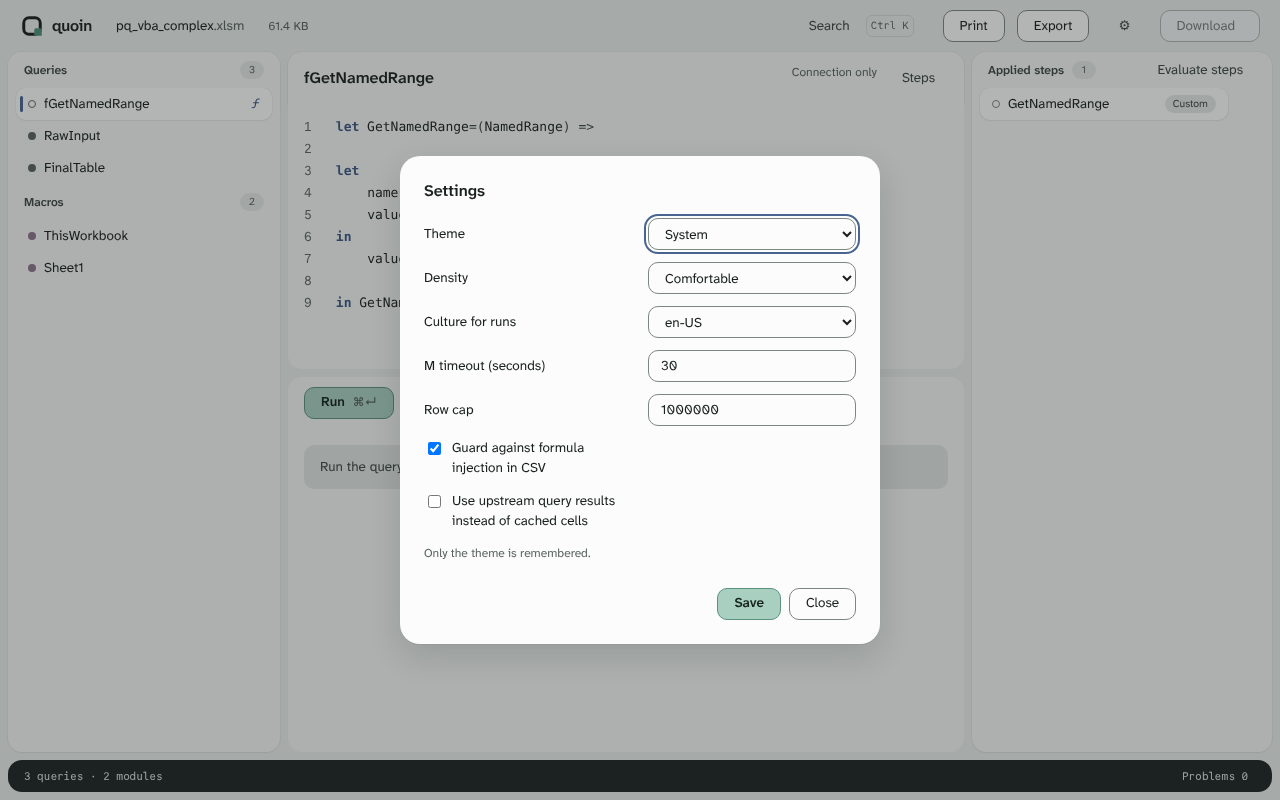 quoin
pq_vba_complex.xlsm
61.4 KB
Search
Ctrl K
Print
Export
Download
Queries
3
fGetNamedRange
f
RawInput
FinalTable
Macros
2
ThisWorkbook
Sheet1
fGetNamedRange
Connection only
Steps
1 let GetNamedRange=(NamedRange) =>
2
3 let
4 name
5 valu
6 in
7 valu
8
9 in GetNa
Run ⌘↵
Run the query
Applied steps
1
Evaluate steps
GetNamedRange
Custom
Settings
Theme
System
Density
Comfortable
Culture for runs
en-US
M timeout (seconds)
30
Row cap
1000000
Guard against formula
injection in CSV
Use upstream query results
instead of cached cells
Only the theme is remembered.
Save
Close
3 queries · 2 modules
Problems 0